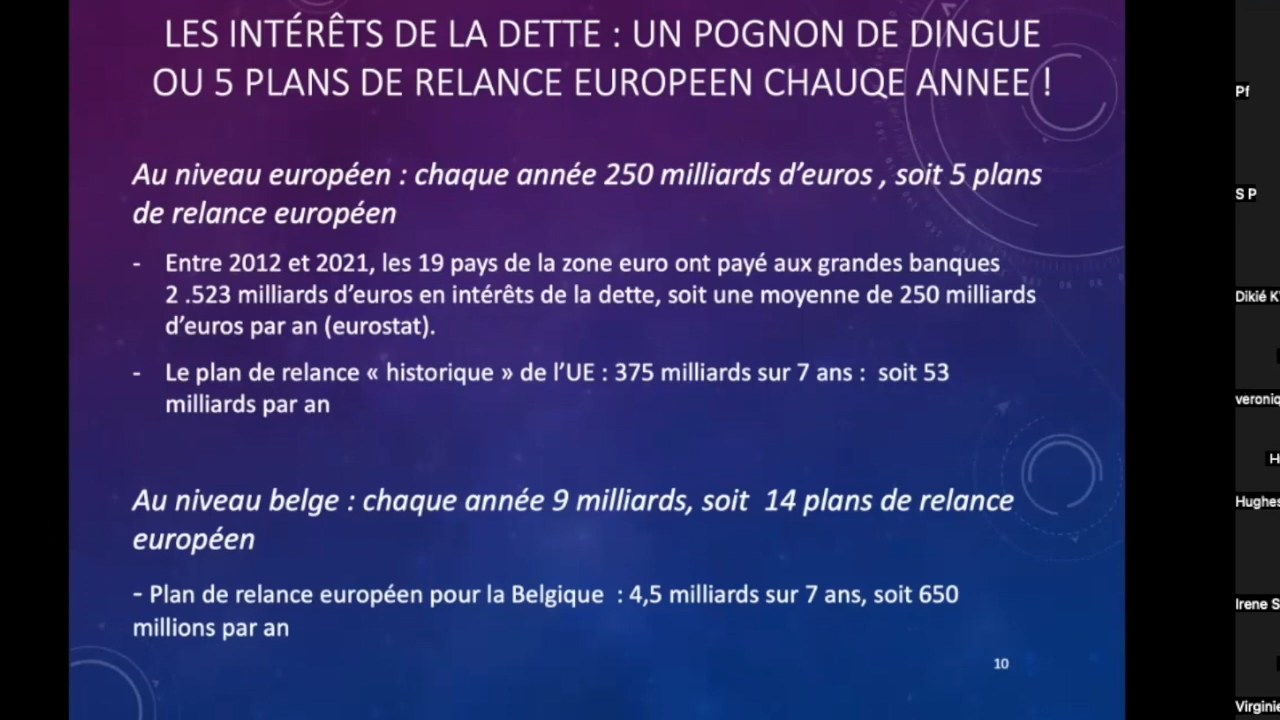 LES INTÉRÊTS DE LA DETTE : UN POGNON DE DINGUE
OU 5 PLANS DE RELANCE EUROPEEN CHAUQE ANNEE !
Au niveau européen : chaque année 250 milliards d’euros , soit 5 plans
de relance européen
- Entre 2012 et 2021, les 19 pays de la zone euro ont payé aux grandes banques
2 .523 milliards d’euros en intérêts de la dette, soit une moyenne de 250 milliards
d’euros par an (eurostat).
- Le plan de relance « historique » de l’UE : 375 milliards sur 7 ans : soit 53
milliards par an
Au niveau belge : chaque année 9 milliards, soit 14 plans de relance
européen
- Plan de relance européen pour la Belgique : 4,5 milliards sur 7 ans, soit 650
millions par an
10
Pf
S P
Dikié K
veroniq
H
Hughes
Irene S
Virginie